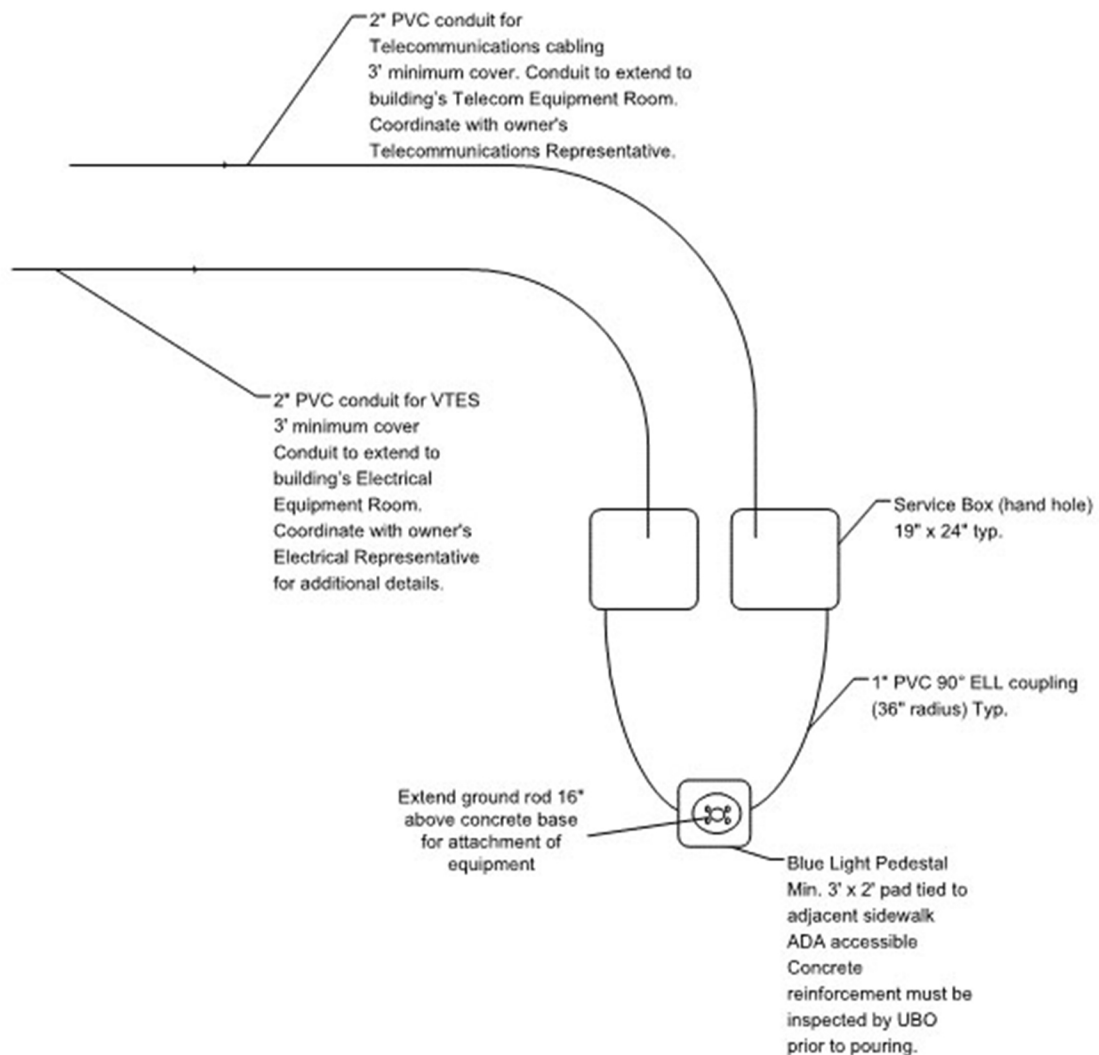 2" PVC conduit for
Telecommunications cabling
3' minimum cover. Conduit to extend to
building's Telecom Equipment Room.
Coordinate with owner's
Telecommunications Representative.
2" PVC conduit for VTES
3' minimum cover
Conduit to extend to
building's Electrical
Equipment Room.
Coordinate with owner's
Electrical Representative
for additional details.
Service Box (hand hole)
19" x 24" typ.
1" PVC 90° ELL coupling
(36" radius) Typ.
Extend ground rod 16"
above concrete base
for attachment of
equipment
Blue Light Pedestal
Min. 3' x 2' pad tied to
adjacent sidewalk
ADA accessible
Concrete
reinforcement must be
inspected by UBO
prior to pouring.